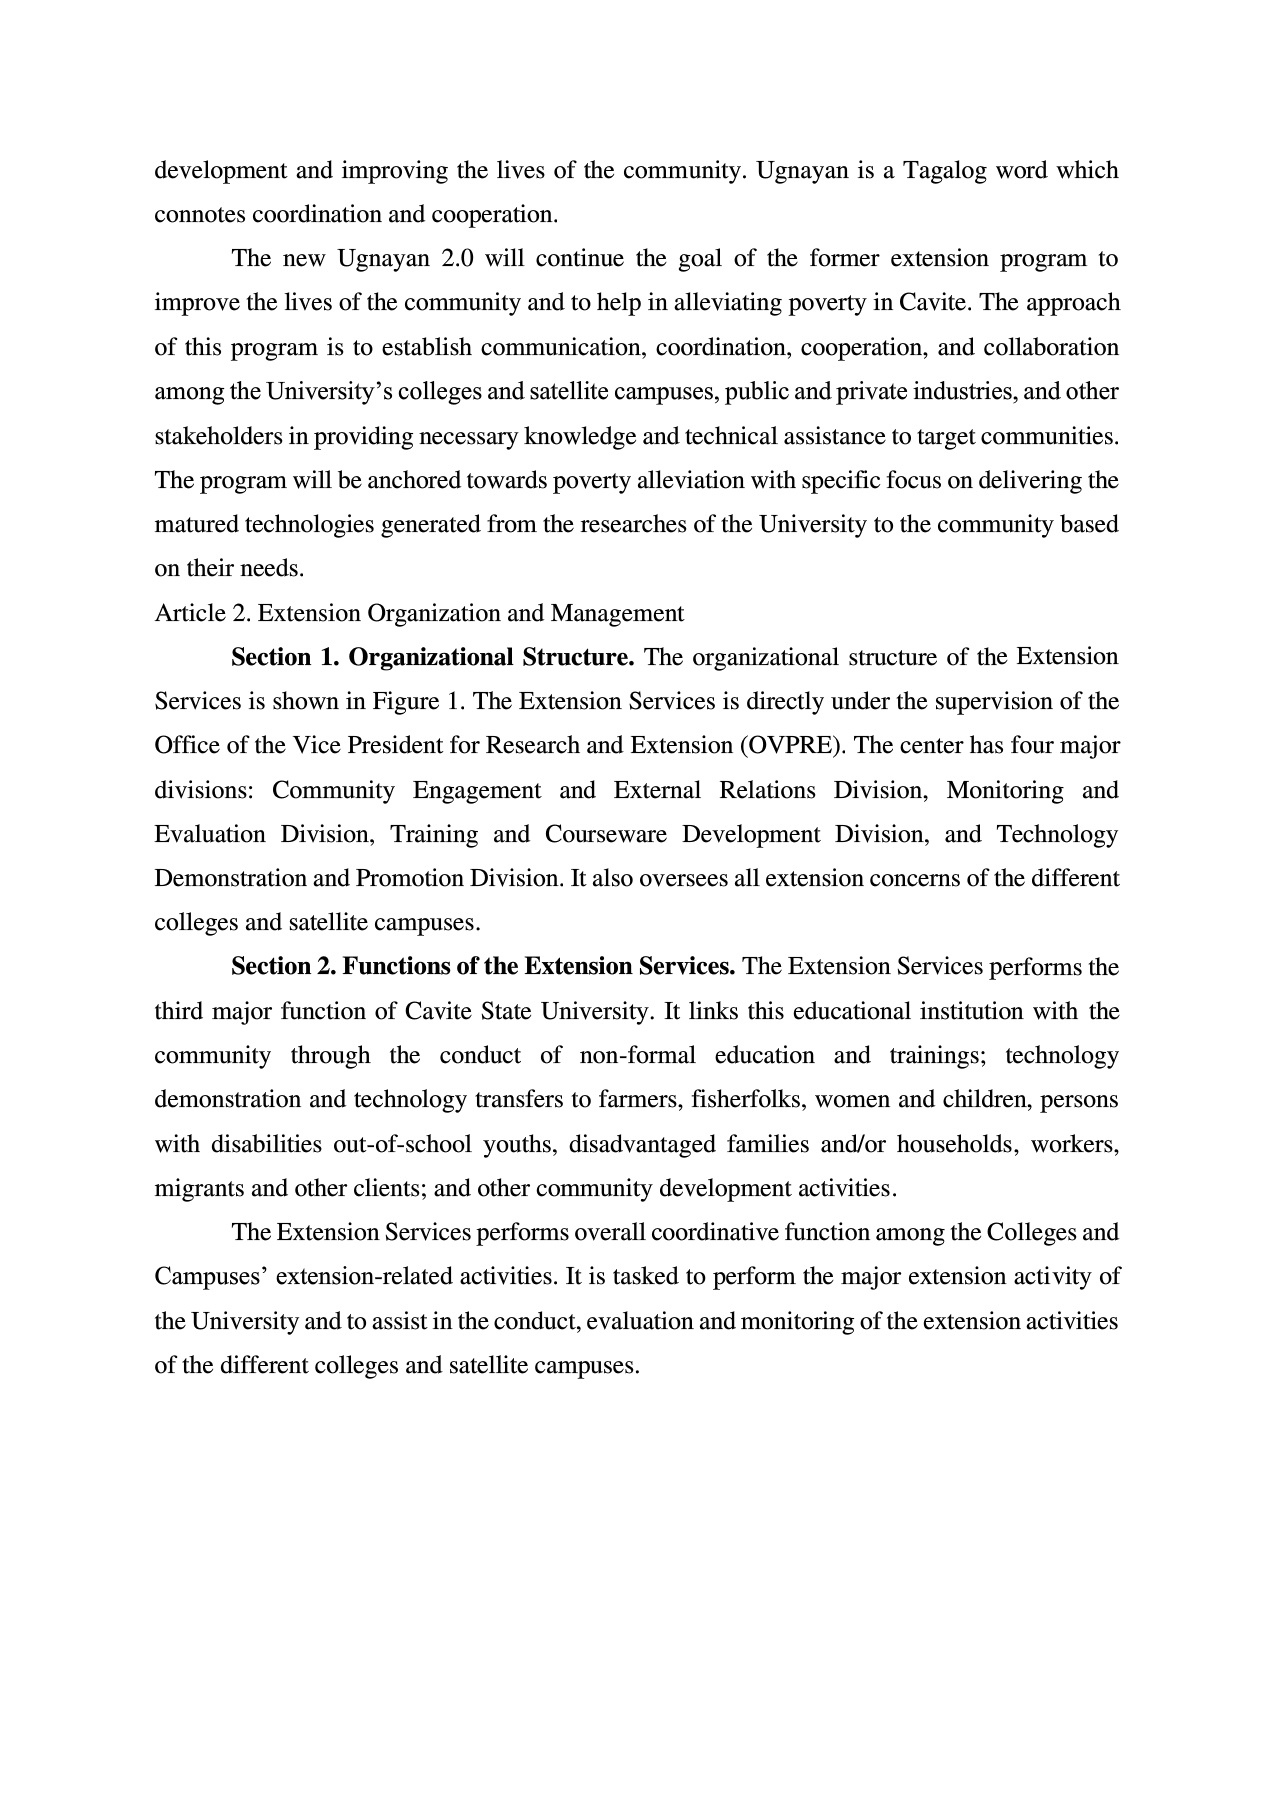 development and improving the lives of the community. Ugnayan is a Tagalog word which
connotes coordination and cooperation.
The new Ugnayan 2.0 will continue the goal of the former extension program to
improve the lives of the community and to help in alleviating poverty in Cavite. The approach
of this program is to establish communication, coordination, cooperation, and collaboration
among the University’s colleges and satellite campuses, public and private industries, and other
stakeholders in providing necessary knowledge and technical assistance to target communities.
The program will be anchored towards poverty alleviation with specific focus on delivering the
matured technologies generated from the researches of the University to the community based
on their needs.
Article 2. Extension Organization and Management
Section 1. Organizational Structure. The organizational structure of the Extension
Services is shown in Figure 1. The Extension Services is directly under the supervision of the
Office of the Vice President for Research and Extension (OVPRE). The center has four major
divisions: Community Engagement and External Relations Division, Monitoring and
Evaluation Division, Training and Courseware Development Division, and Technology
Demonstration and Promotion Division. It also oversees all extension concerns of the different
colleges and satellite campuses.
Section 2. Functions of the Extension Services. The Extension Services performs the
third major function of Cavite State University. It links this educational institution with the
community through the conduct of non-formal education and trainings; technology
demonstration and technology transfers to farmers, fisherfolks, women and children, persons
with disabilities out-of-school youths, disadvantaged families and/or households, workers,
migrants and other clients; and other community development activities.
The Extension Services performs overall coordinative function among the Colleges and
Campuses’ extension-related activities. It is tasked to perform the major extension activity of
the University and to assist in the conduct, evaluation and monitoring of the extension activities
of the different colleges and satellite campuses.